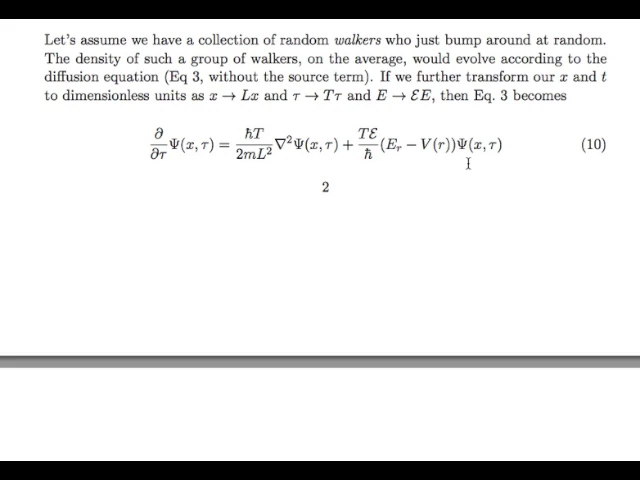 Let's assume we have a collection of random walkers who just bump around at random.
The density of such a group of walkers, on the average, would evolve according to the
diffusion equation (Eq 3, without the source term). If we further transform our x and t
to dimensionless units as x → Lx and τ → Tτ and E → ℰE, then Eq. 3 becomes
∂/∂τ Ψ(x, τ) = ħT/2mL² ∇²Ψ(x, τ) + Tℰ/ħ (Eᵣ − V(r))Ψ(x, τ) (10)
2